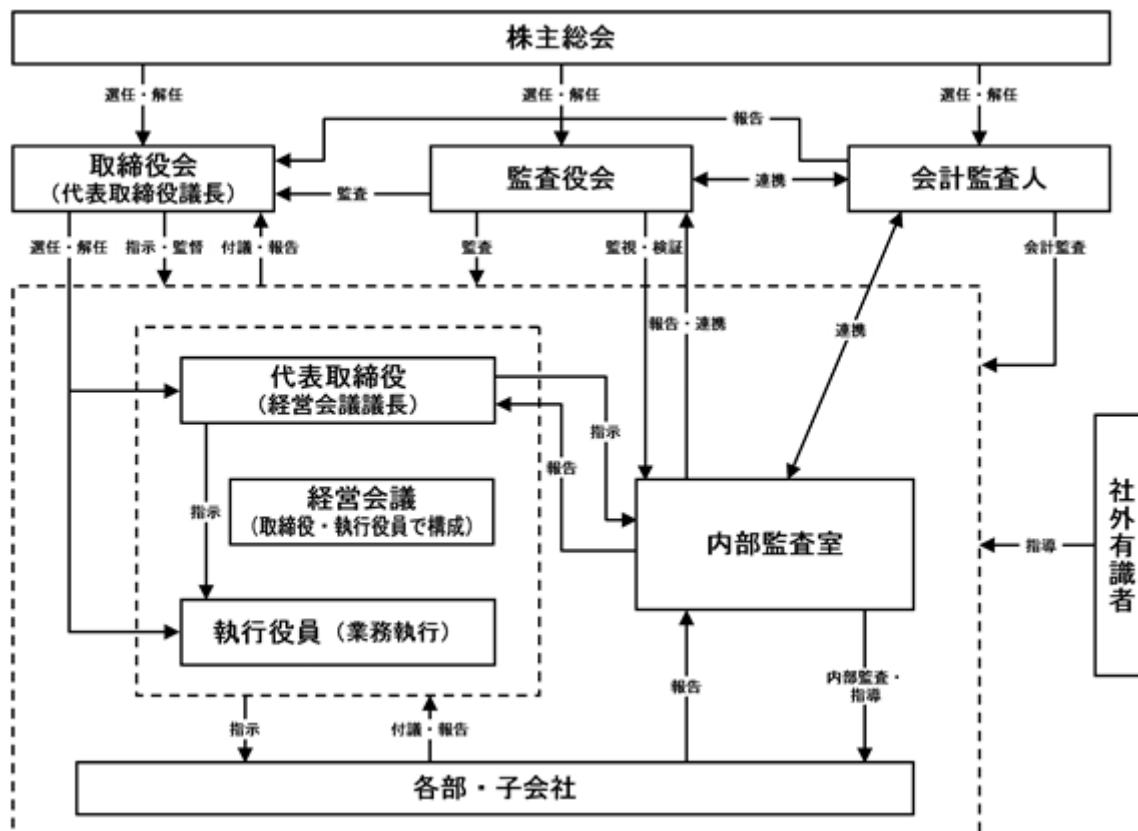 株主総会
選任・解任
選任・解任
選任・解任
報告
取締役会
(代表取締役議長)
監査
監査役会
連携
会計監査人
選任・解任
指示・監督
付議・報告
監査
監視・検証
会計監査
報告・連携
連携
代表取締役
(経営会議議長)
指示
報告
経営会議
(取締役・執行役員で構成)
指示
内部監査室
指導
社外有識者
執行役員（業務執行）
指示
付議・報告
報告
内部監査・
指導
各部・子会社